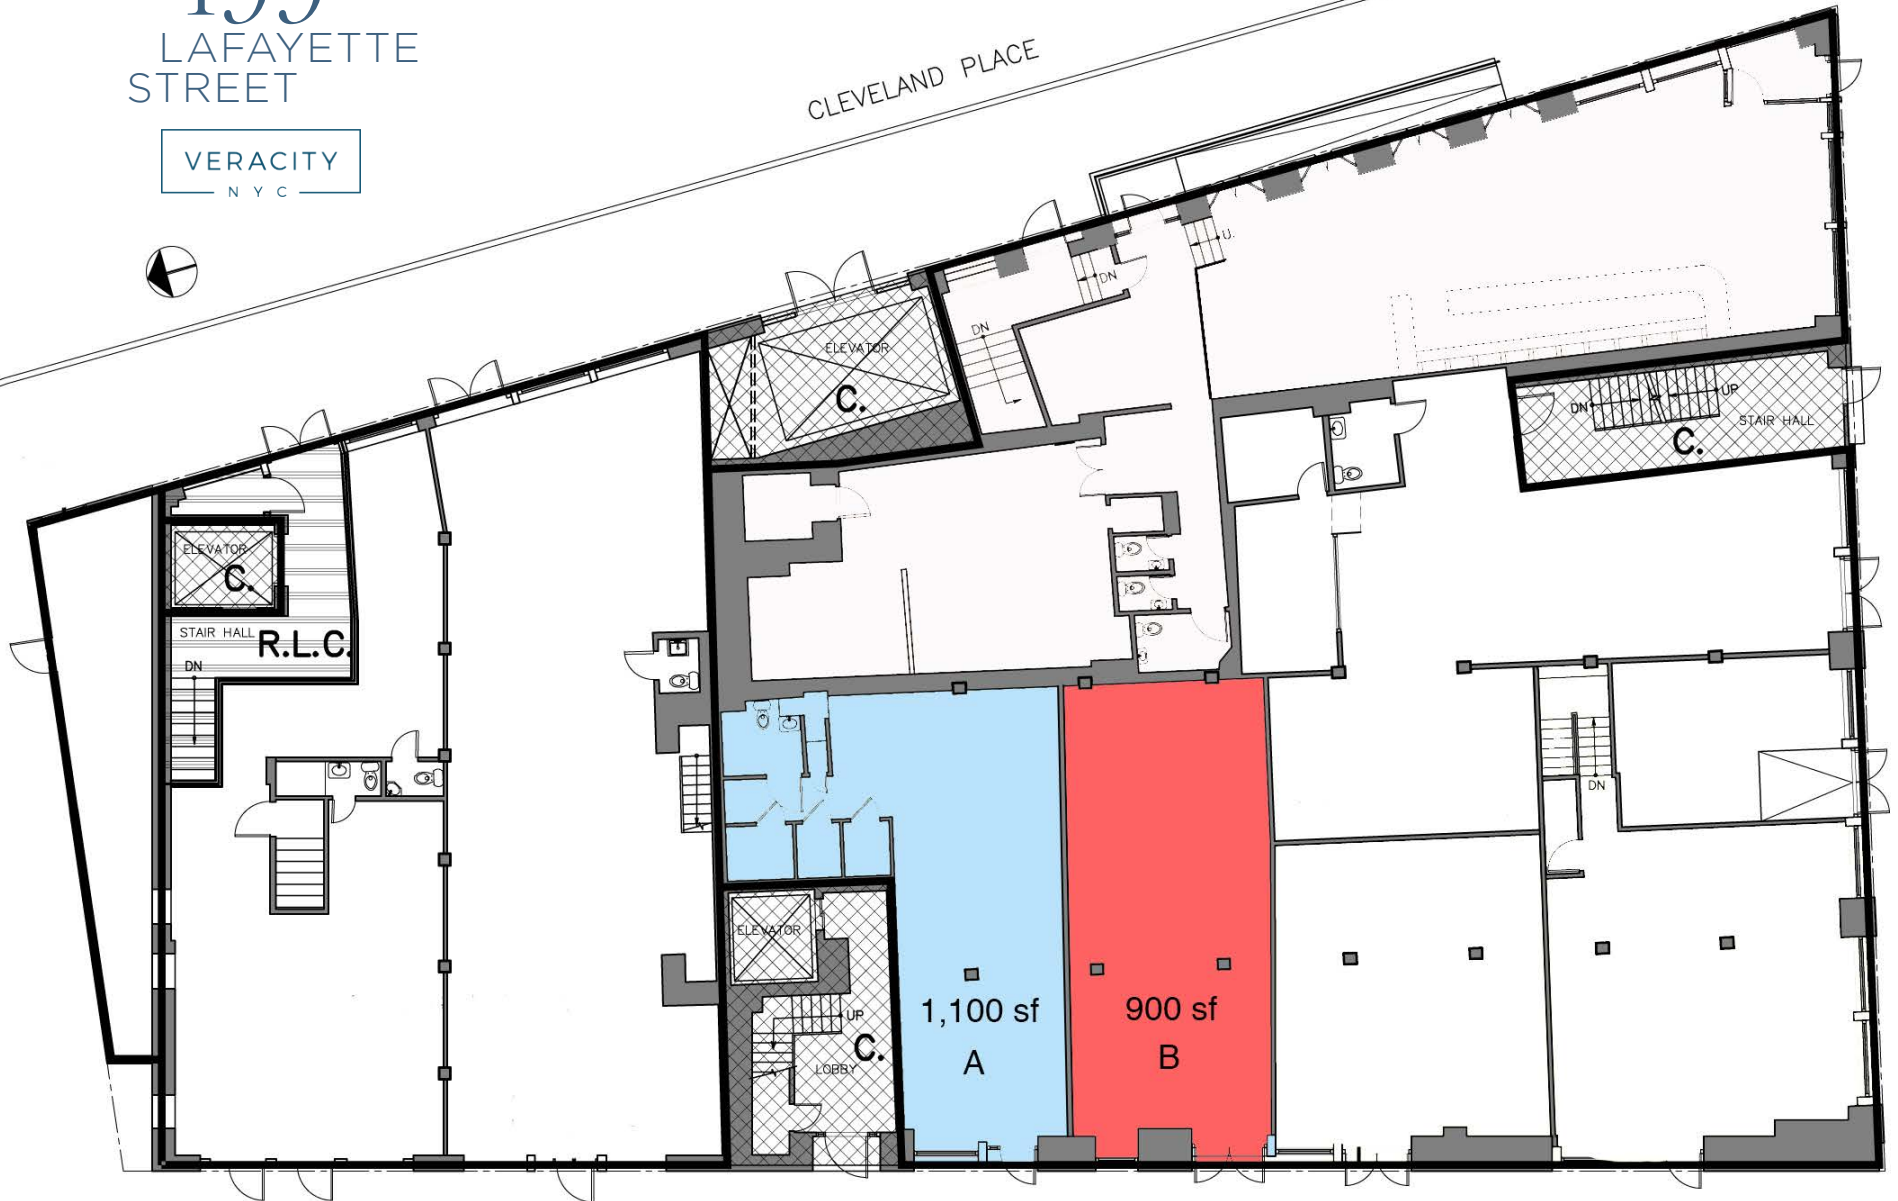 LAFAYETTE
STREET
VERACITY
NYC
CLEVELAND PLACE
U.
DN
DN
ELEVATOR
C.
DN
UP
STAIR HALL
C.
ELEVATOR
C.
STAIR HALL
R.L.C.
DN
DN
ELEVATOR
UP
C.
LOBBY
1,100 sf
A
900 sf
B